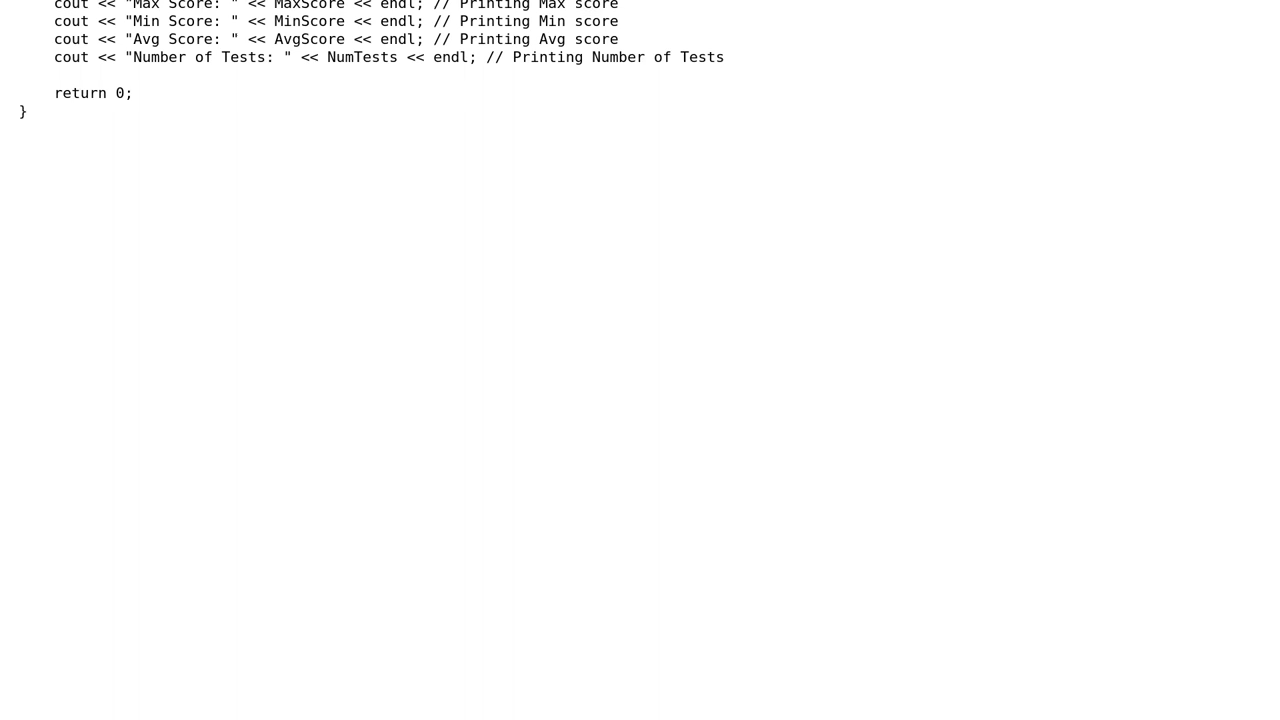 cout << "Max Score: " << MaxScore << endl; // Printing Max score
cout << "Min Score: " << MinScore << endl; // Printing Min score
cout << "Avg Score: " << AvgScore << endl; // Printing Avg score
cout << "Number of Tests: " << NumTests << endl; // Printing Number of Tests
return 0;
}